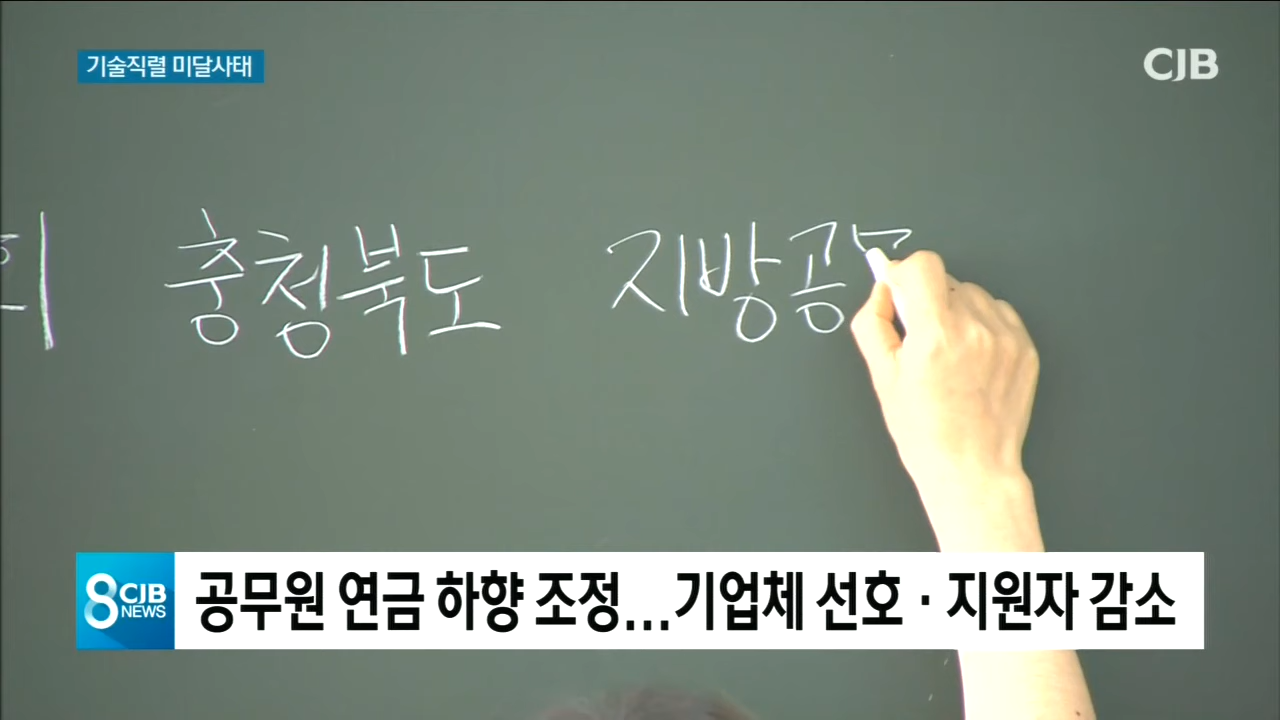 기술직렬 미달사태
CJB
회 충청북도 지방공
8 CJB NEWS
공무원 연금 하향 조정...기업체 선호·지원자 감소